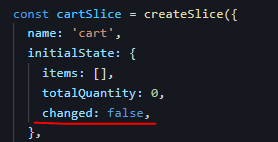 const cartSlice = createSlice({
  name: 'cart',
  initialState: {
    items: [],
    totalQuantity: 0,
    changed: false,
  },